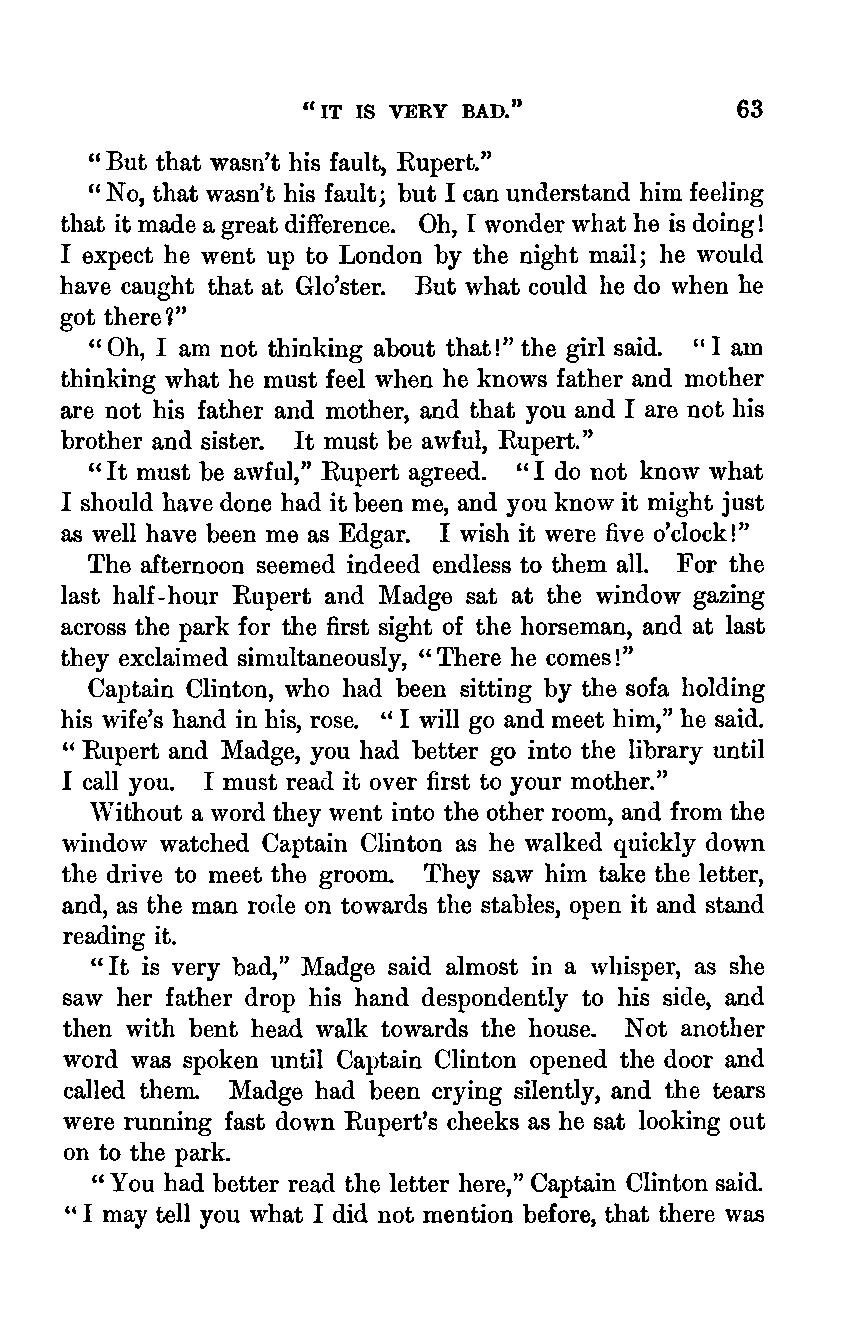 “IT IS VERY BAD.” 63
“But that wasn’t his fault, Rupert.”
“No, that wasn’t his fault; but I can understand him feeling
that it made a great difference. Oh, I wonder what he is doing!
I expect he went up to London by the night mail; he would
have caught that at Glo’ster. But what could he do when he
got there?”
“Oh, I am not thinking about that!” the girl said. “I am
thinking what he must feel when he knows father and mother
are not his father and mother, and that you and I are not his
brother and sister. It must be awful, Rupert.”
“It must be awful,” Rupert agreed. “I do not know what
I should have done had it been me, and you know it might just
as well have been me as Edgar. I wish it were five o’clock!”
The afternoon seemed indeed endless to them all. For the
last half-hour Rupert and Madge sat at the window gazing
across the park for the first sight of the horseman, and at last
they exclaimed simultaneously, “There he comes!”
Captain Clinton, who had been sitting by the sofa holding
his wife’s hand in his, rose. “I will go and meet him,” he said.
“Rupert and Madge, you had better go into the library until
I call you. I must read it over first to your mother.”
Without a word they went into the other room, and from the
window watched Captain Clinton as he walked quickly down
the drive to meet the groom. They saw him take the letter,
and, as the man rode on towards the stables, open it and stand
reading it.
“It is very bad,” Madge said almost in a whisper, as she
saw her father drop his hand despondently to his side, and
then with bent head walk towards the house. Not another
word was spoken until Captain Clinton opened the door and
called them. Madge had been crying silently, and the tears
were running fast down Rupert’s cheeks as he sat looking out
on to the park.
“You had better read the letter here,” Captain Clinton said.
“I may tell you what I did not mention before, that there was